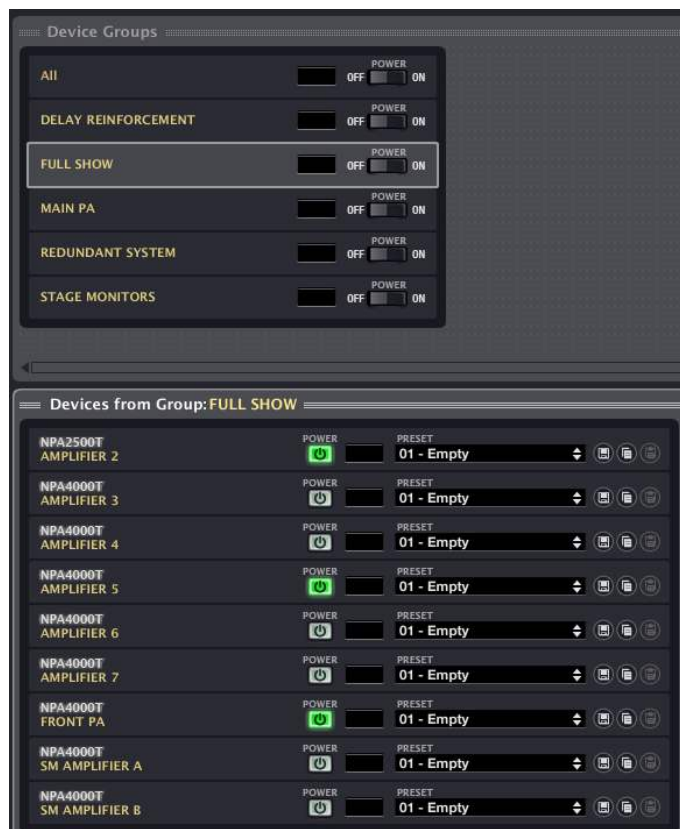 Device Groups
All POWER OFF ON
DELAY REINFORCEMENT POWER OFF ON
FULL SHOW POWER OFF ON
MAIN PA POWER OFF ON
REDUNDANT SYSTEM POWER OFF ON
STAGE MONITORS POWER OFF ON
Devices from Group: FULL SHOW
NPA2500T POWER PRESET
AMPLIFIER 2 01 - Empty
NPA4000T POWER PRESET
AMPLIFIER 3 01 - Empty
NPA4000T POWER PRESET
AMPLIFIER 4 01 - Empty
NPA4000T POWER PRESET
AMPLIFIER 5 01 - Empty
NPA4000T POWER PRESET
AMPLIFIER 6 01 - Empty
NPA4000T POWER PRESET
AMPLIFIER 7 01 - Empty
NPA4000T POWER PRESET
FRONT PA 01 - Empty
NPA4000T POWER PRESET
SM AMPLIFIER A 01 - Empty
NPA4000T POWER PRESET
SM AMPLIFIER B 01 - Empty